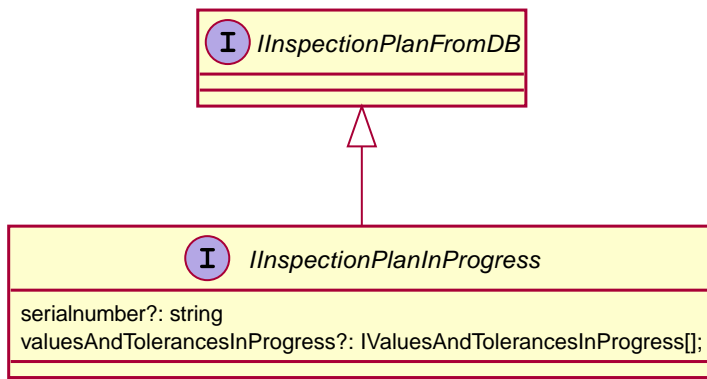 I IInspectionPlanFromDB
I IInspectionPlanInProgress
serialnumber?: string
valuesAndTolerancesInProgress?: IValuesAndTolerancesInProgress[];